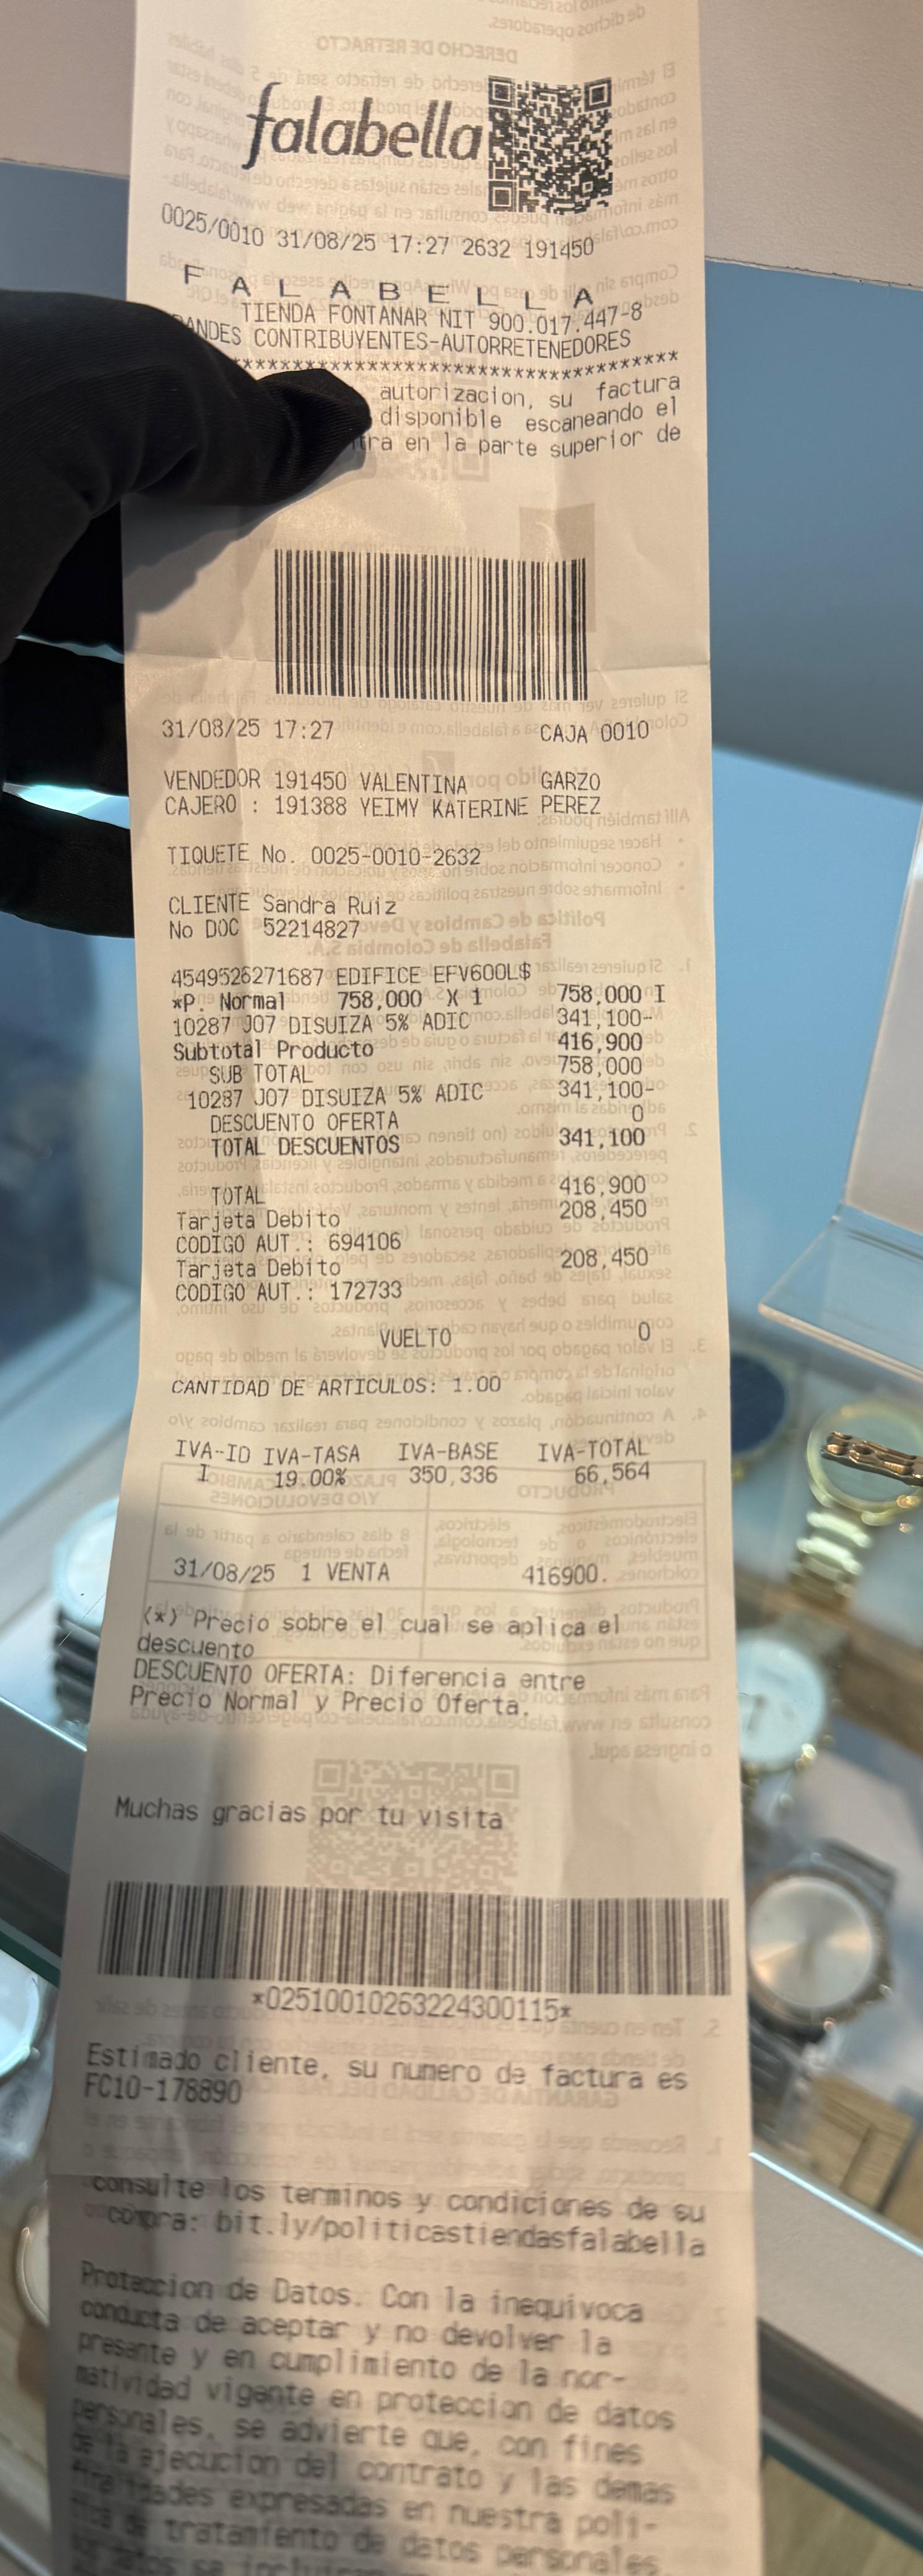 falabella
0025/0010 31/08/25 17:27 2632 191450
F A L A B E L L A
TIENDA FONTANAR NIT 900.017.447-8
ANDES CONTRIBUYENTES-AUTORRETENEDORES
************************************
autorizacion, su factura
disponible escaneando el
en la parte superior de
31/08/25 17:27 CAJA 0010
VENDEDOR 191450 VALENTINA GARZO
CAJERO : 191388 YEIMY KATERINE PEREZ
TIQUETE No. 0025-0010-2632
CLIENTE Sandra Ruiz
No DOC 52214827
4549526271687 EDIFICE EFV600L$
*P. Normal 758,000 X 1 758,000 I
10287 J07 DISUIZA 5% ADIC 341,100-
Subtotal Producto 416,900
SUB TOTAL 758,000
10287 J07 DISUIZA 5% ADIC 341,100-
DESCUENTO OFERTA 0
TOTAL DESCUENTOS 341,100
TOTAL 416,900
Tarjeta Debito 208,450
CODIGO AUT.: 694106
Tarjeta Debito 208,450
CODIGO AUT.: 172733
VUELTO 0
CANTIDAD DE ARTICULOS: 1.00
IVA-ID IVA-TASA IVA-BASE IVA-TOTAL
I 19.00% 350,336 66,564
31/08/25 1 VENTA 416900.
(*) Precio sobre el cual se aplica el
descuento
DESCUENTO OFERTA: Diferencia entre
Precio Normal y Precio Oferta.
Muchas gracias por tu visita
*02510010263224300115*
Estimado cliente, su numero de factura es
FC10-178890
consulte los terminos y condiciones de su
compra: bit.ly/politicastiendasfalabella
Proteccion de Datos. Con la inequivoca
conducta de aceptar y no devolver la
presente y en cumplimiento de la nor-
matividad vigente en proteccion de datos
personales, se advierte que, con fines
de la ejecucion del contrato y las demas
finalidades expresadas en nuestra poli-
tica de tratamiento de datos personales,